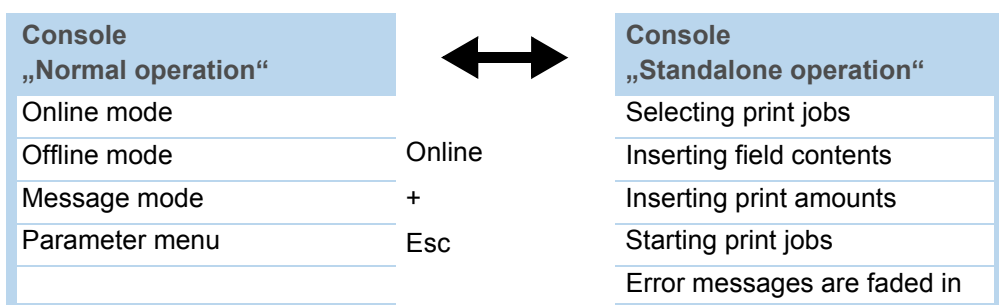 Console
„Normal operation“
Online mode
Offline mode
Message mode
Parameter menu
Online
+
Esc
Console
„Standalone operation“
Selecting print jobs
Inserting field contents
Inserting print amounts
Starting print jobs
Error messages are faded in